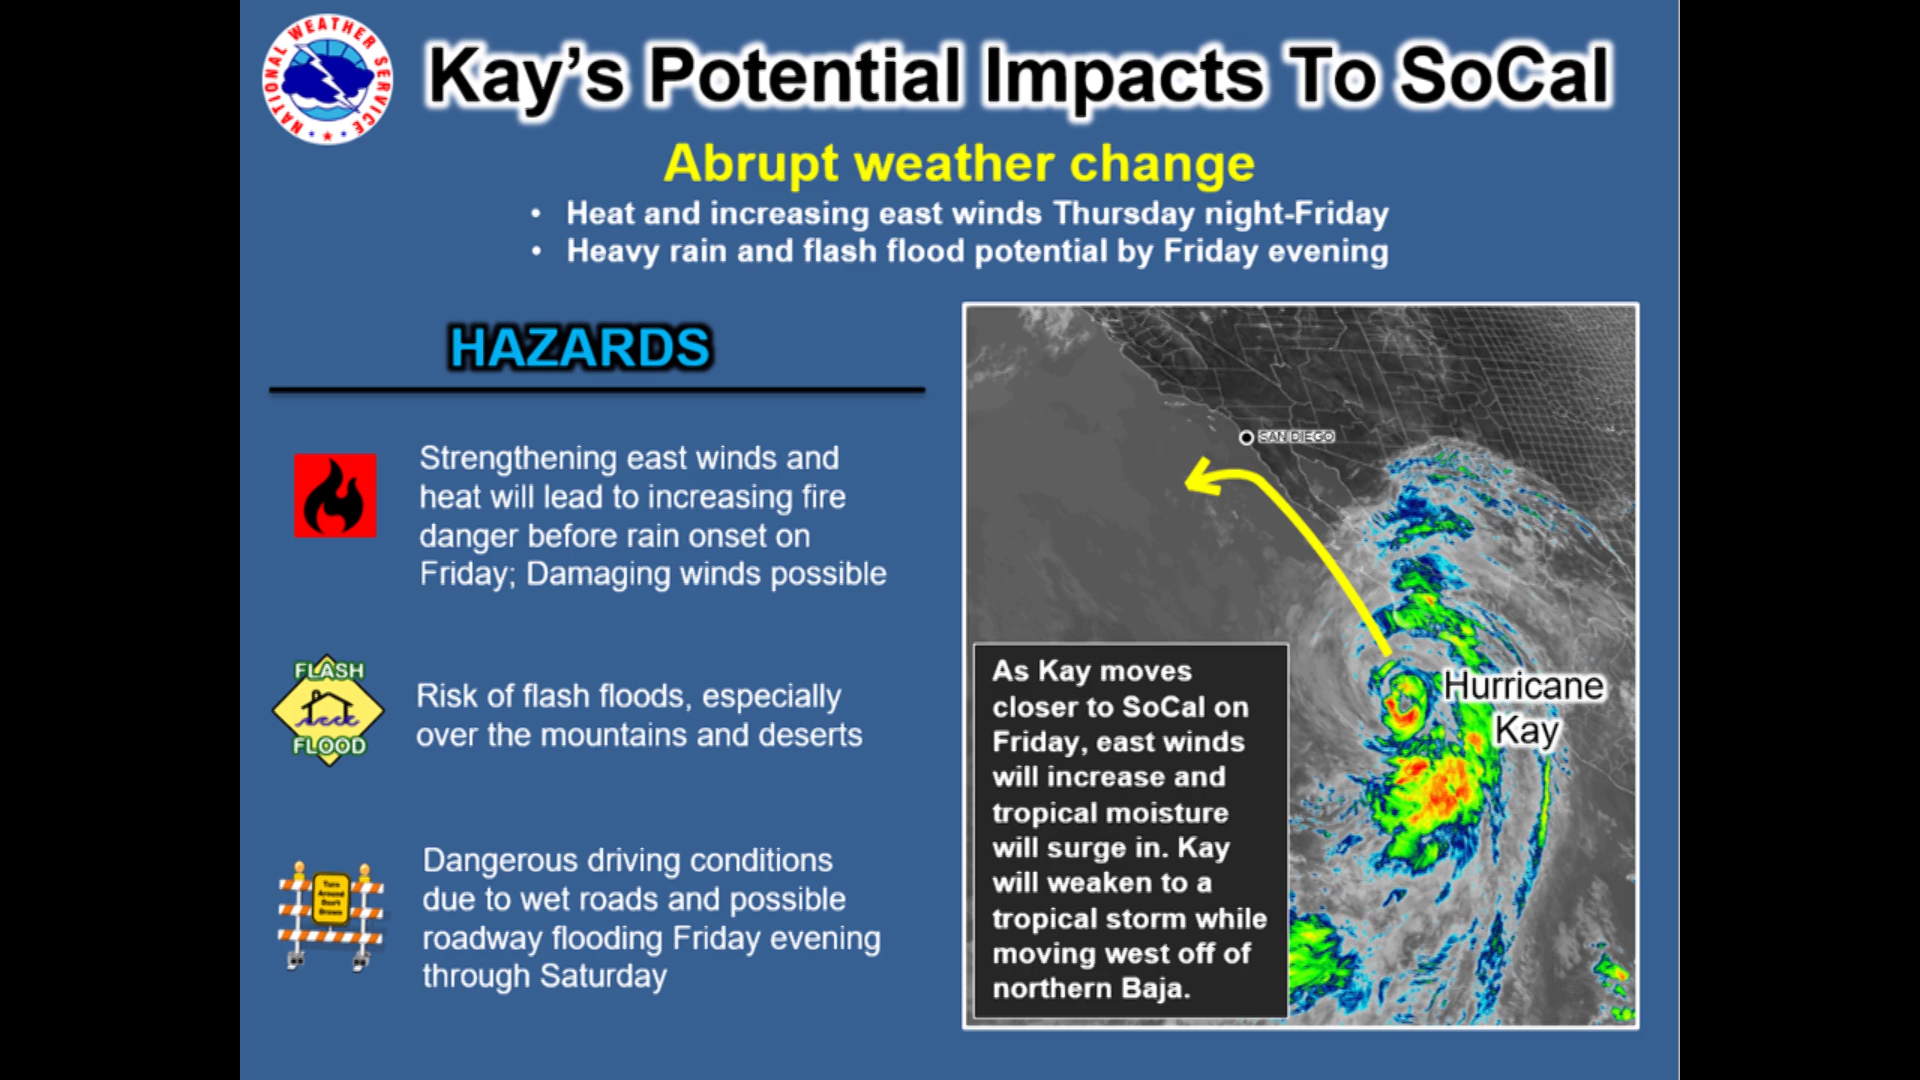 NATIONAL WEATHER SERVICE
Kay’s Potential Impacts To SoCal
Abrupt weather change
• Heat and increasing east winds Thursday night-Friday
• Heavy rain and flash flood potential by Friday evening
HAZARDS
Strengthening east winds and
heat will lead to increasing fire
danger before rain onset on
Friday; Damaging winds possible
FLASH
FLOOD
Risk of flash floods, especially
over the mountains and deserts
Turn
Around
Don't
Drown
Dangerous driving conditions
due to wet roads and possible
roadway flooding Friday evening
through Saturday
SAN DIEGO
Hurricane
Kay
As Kay moves
closer to SoCal on
Friday, east winds
will increase and
tropical moisture
will surge in. Kay
will weaken to a
tropical storm while
moving west off of
northern Baja.